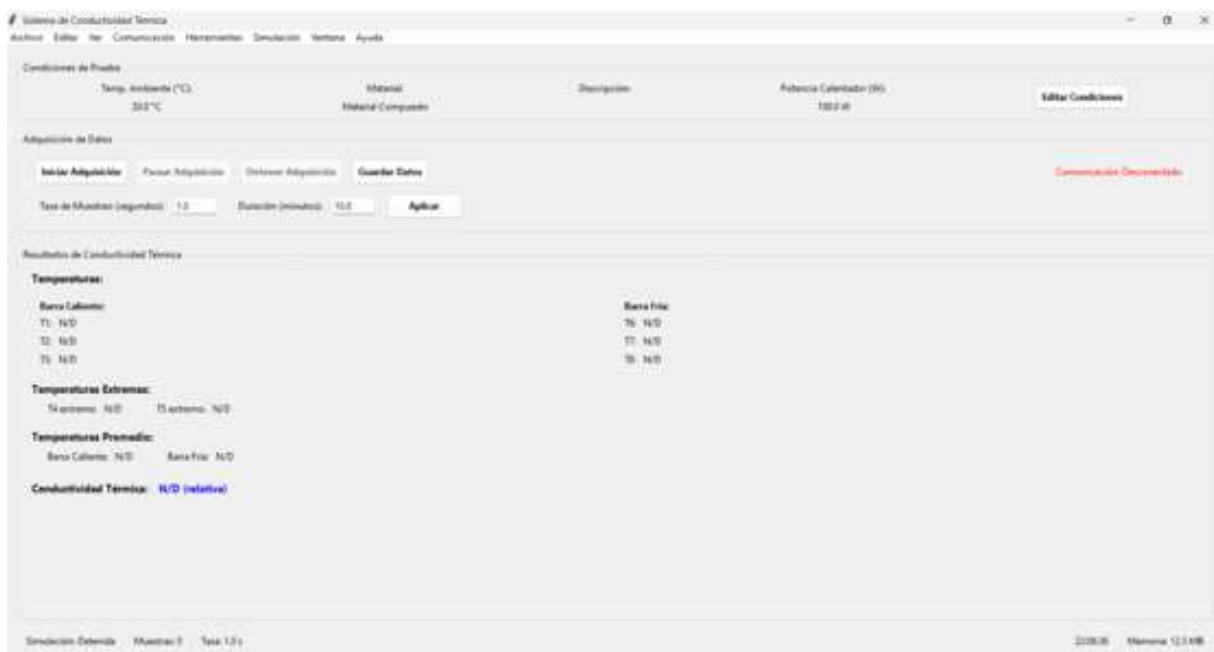 Sistema de Conductividad Térmica
Archivo Editar Ver Comunicación Herramientas Simulación Ventana Ayuda
Condiciones de Prueba
Temp. Ambiente (°C): Material: Descripción: Potencia Calentador (W):
20.0 °C Material Compuesto 100.0 W
Editar Condiciones
Adquisición de Datos
Iniciar Adquisición Pausar Adquisición Detener Adquisición Guardar Datos
Comunicación: Desconectado
Tasa de Muestreo (segundos): 1.0 Duración (minutos): 10.0 Aplicar
Resultados de Conductividad Térmica
Temperaturas:
Barra Caliente: Barra Fría:
T1: N/D T6: N/D
T2: N/D T7: N/D
T3: N/D T8: N/D
Temperaturas Extremas:
T4 extremo: N/D T5 extremo: N/D
Temperaturas Promedio:
Barra Caliente: N/D Barra Fría: N/D
Conductividad Térmica: N/D (relativa)
Simulación: Detenida Muestras: 0 Tasa: 1.0 s Memoria: 12.5 MB